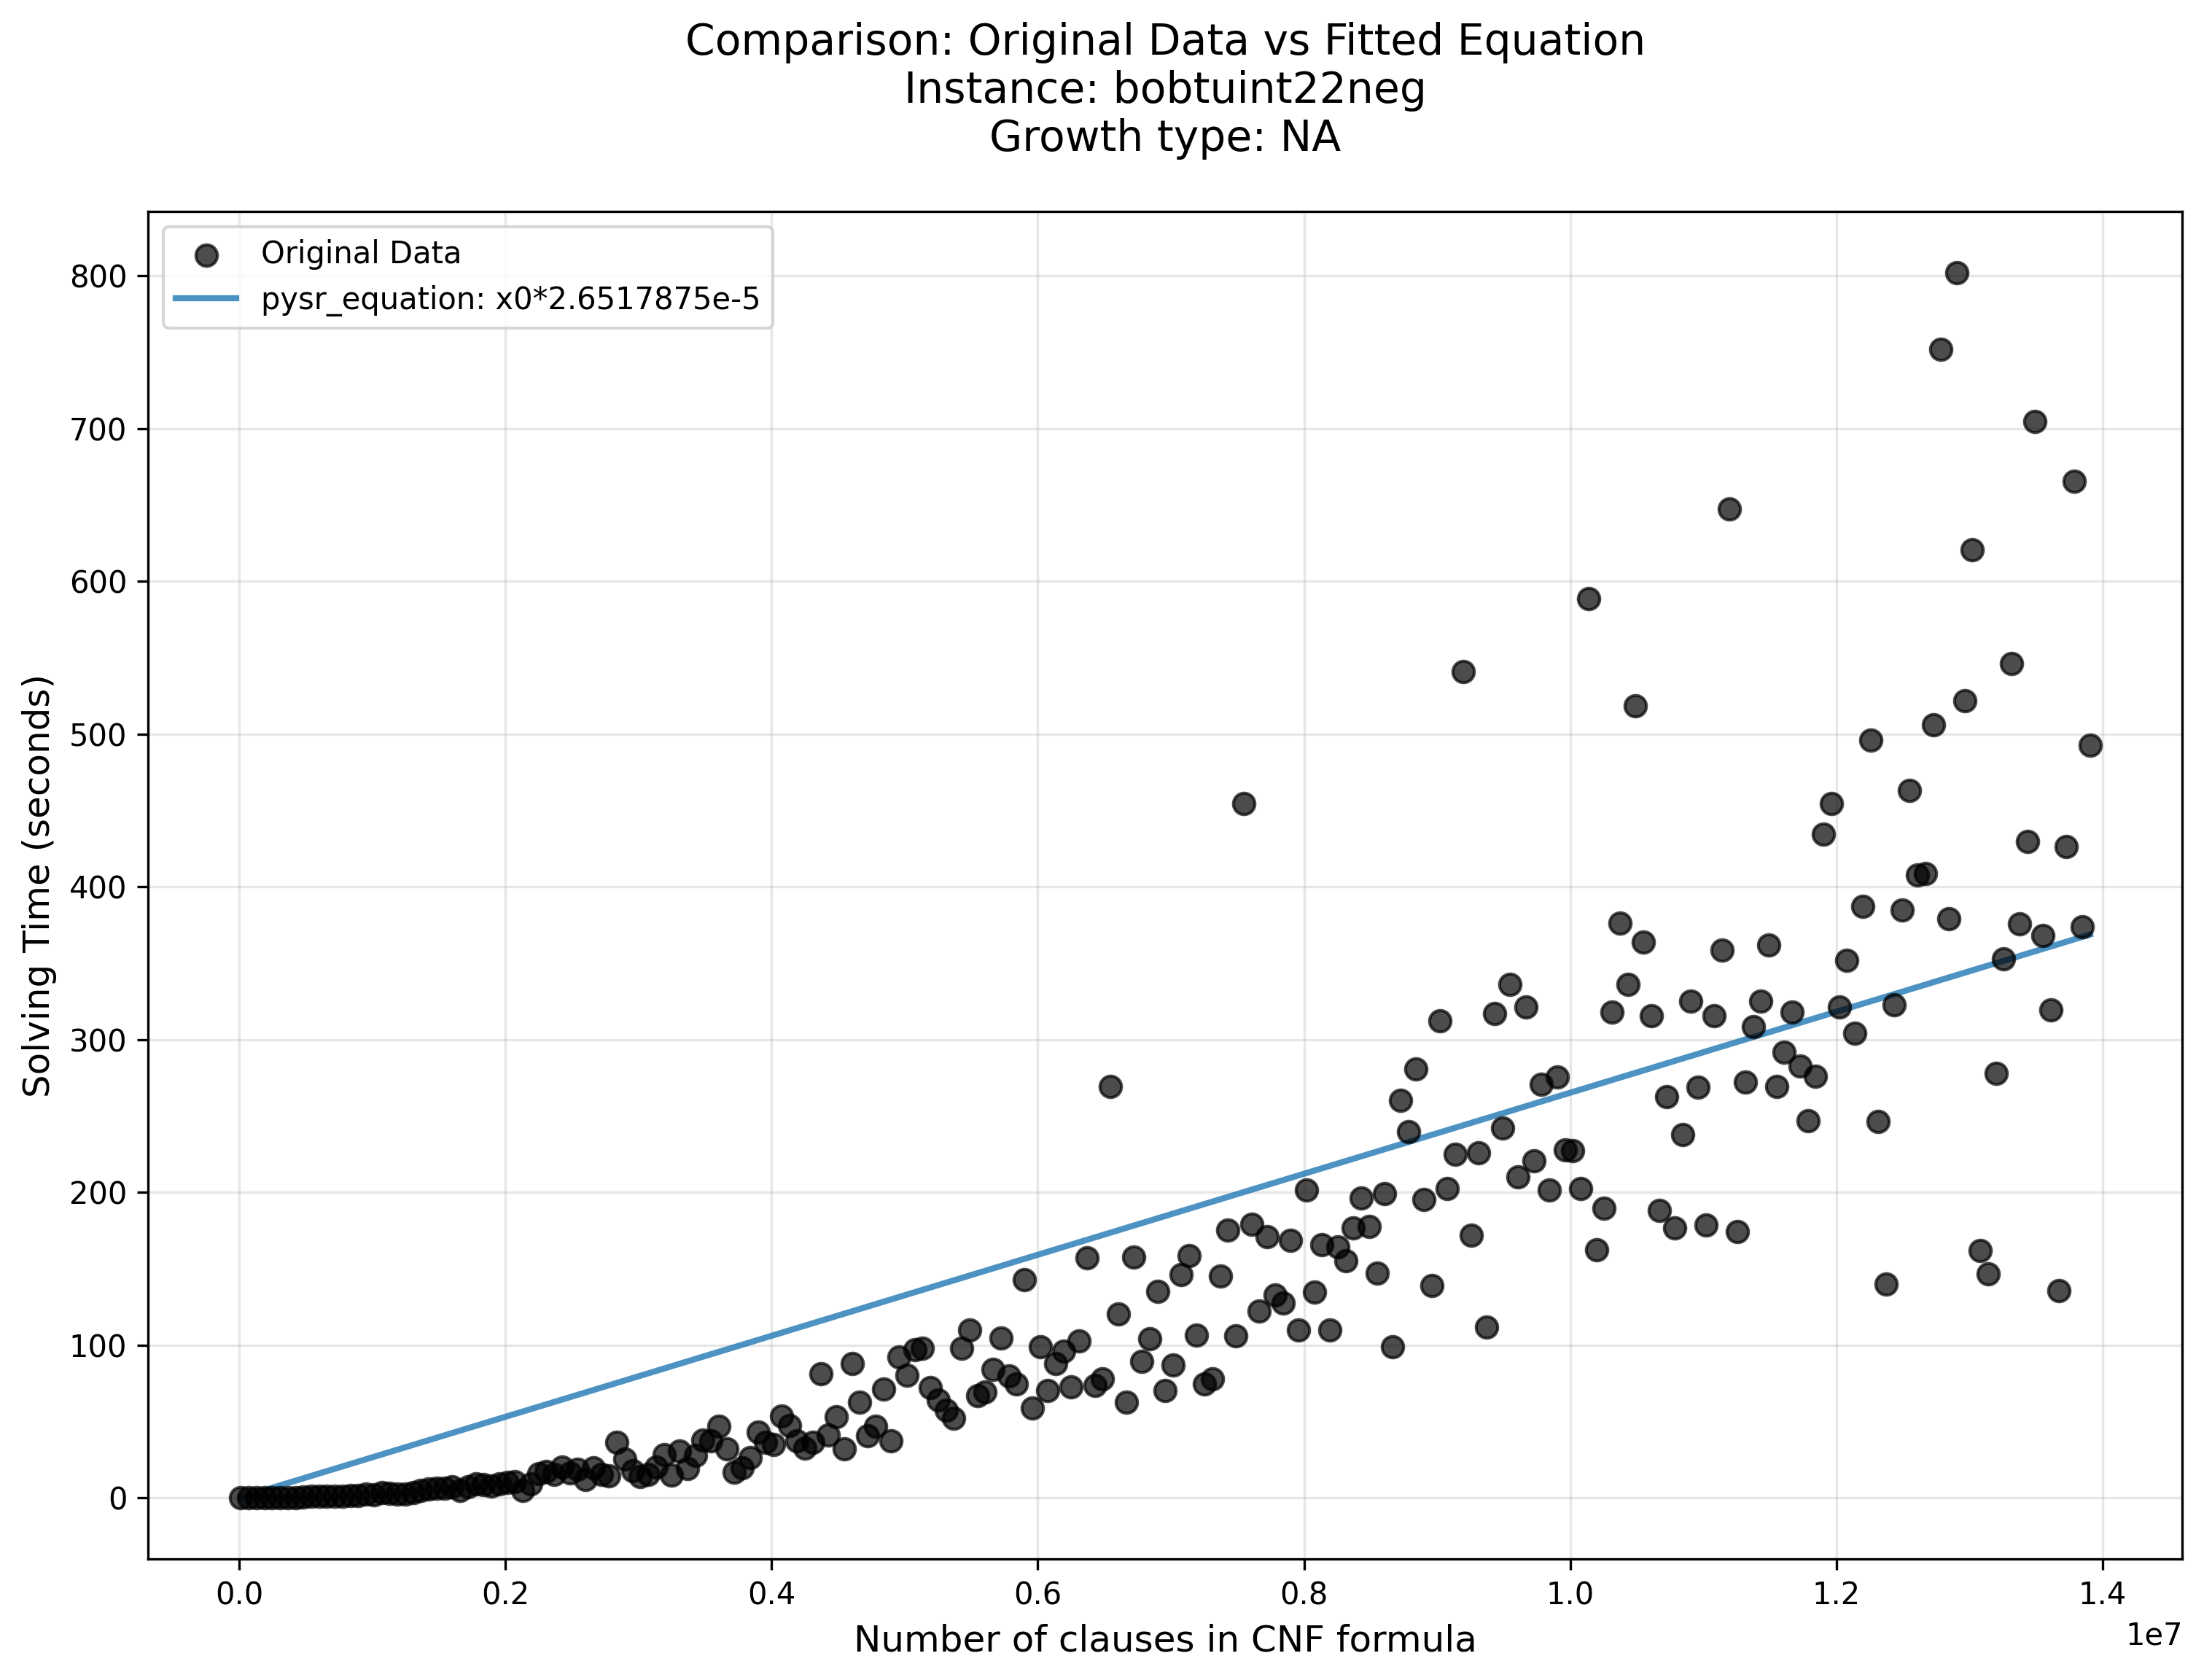 Comparison: Original Data vs Fitted Equation
Instance: bobtuint22neg
Growth type: NA
Original Data
pysr_equation: x0*2.6517875e-5
Solving Time (seconds)
800
700
600
500
400
300
200
100
0
0.0 0.2 0.4 0.6 0.8 1.0 1.2 1.4
1e7
Number of clauses in CNF formula